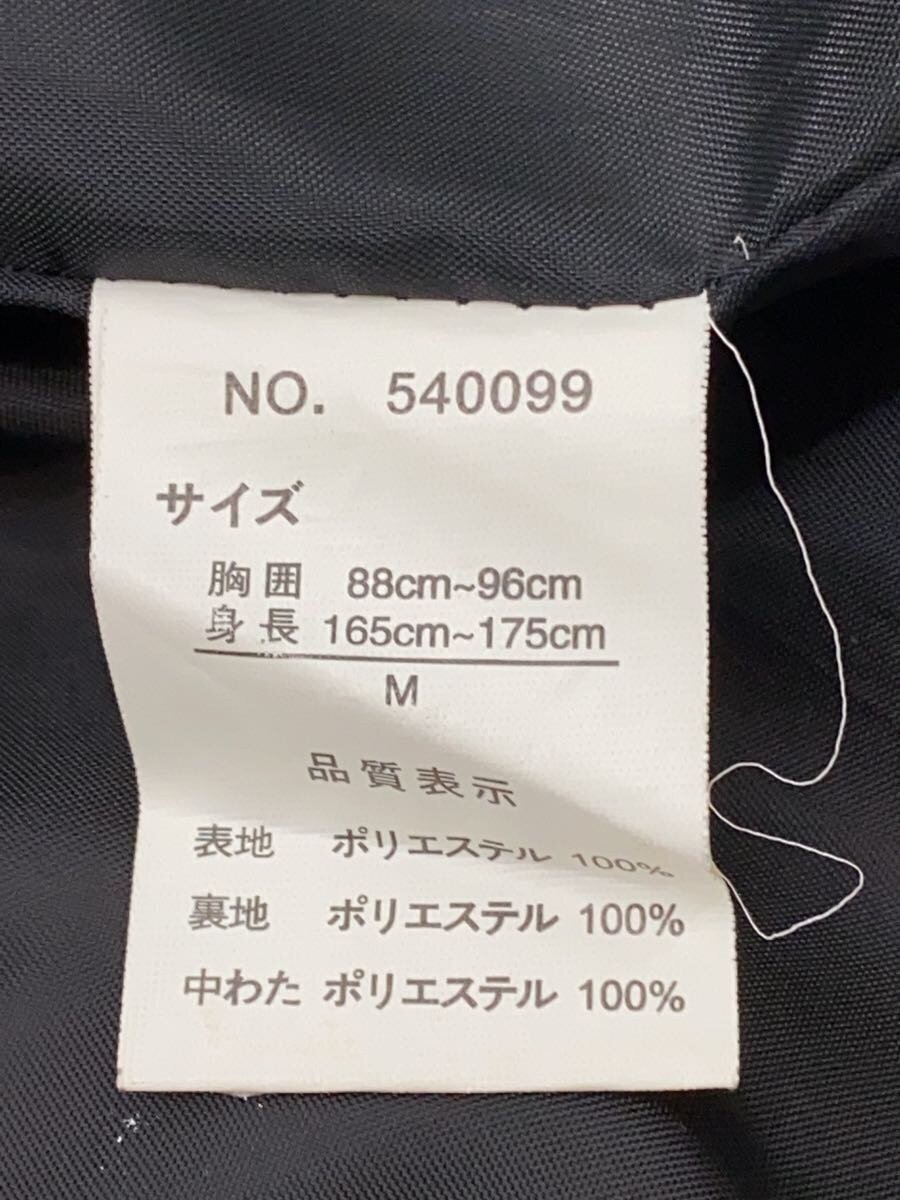 NO. 540099
サイズ
胸囲 88cm~96cm
身長 165cm~175cm
M
品質表示
表地 ポリエステル 100%
裏地 ポリエステル 100%
中わた ポリエステル 100%